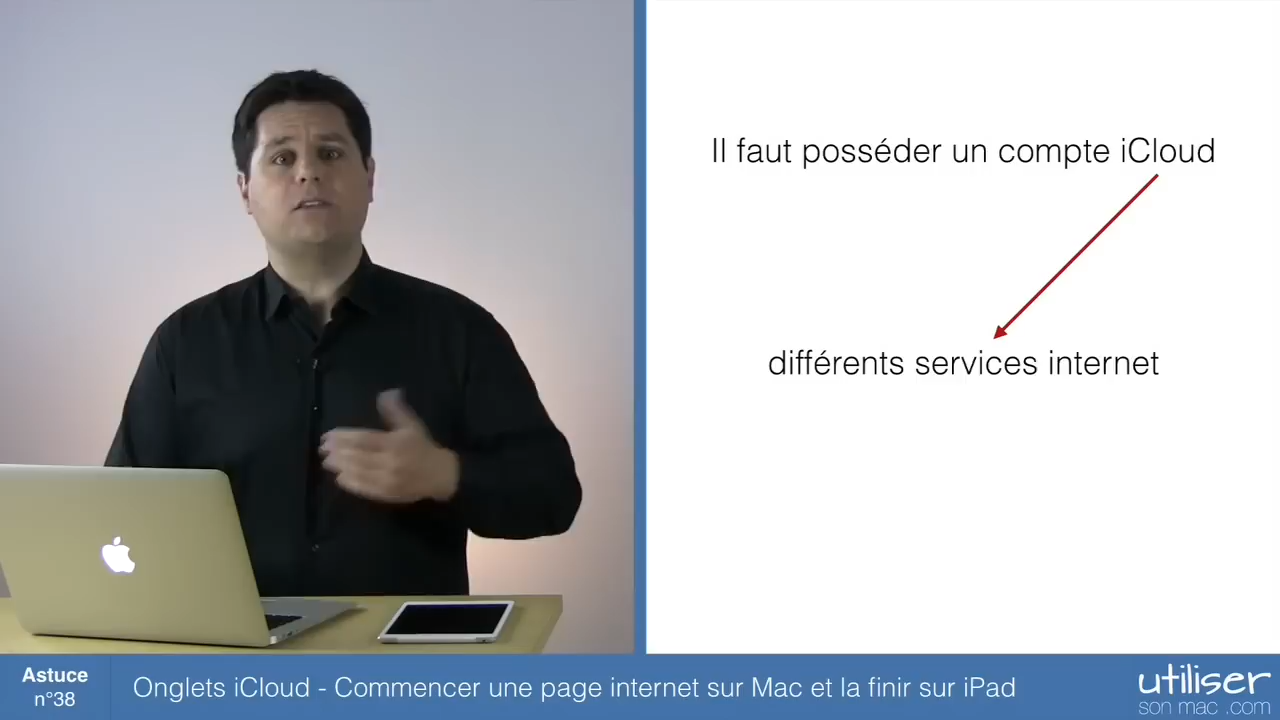 Il faut posséder un compte iCloud
différents services internet
Astuce
n°38
Onglets iCloud - Commencer une page internet sur Mac et la finir sur iPad
utiliser
son mac .com